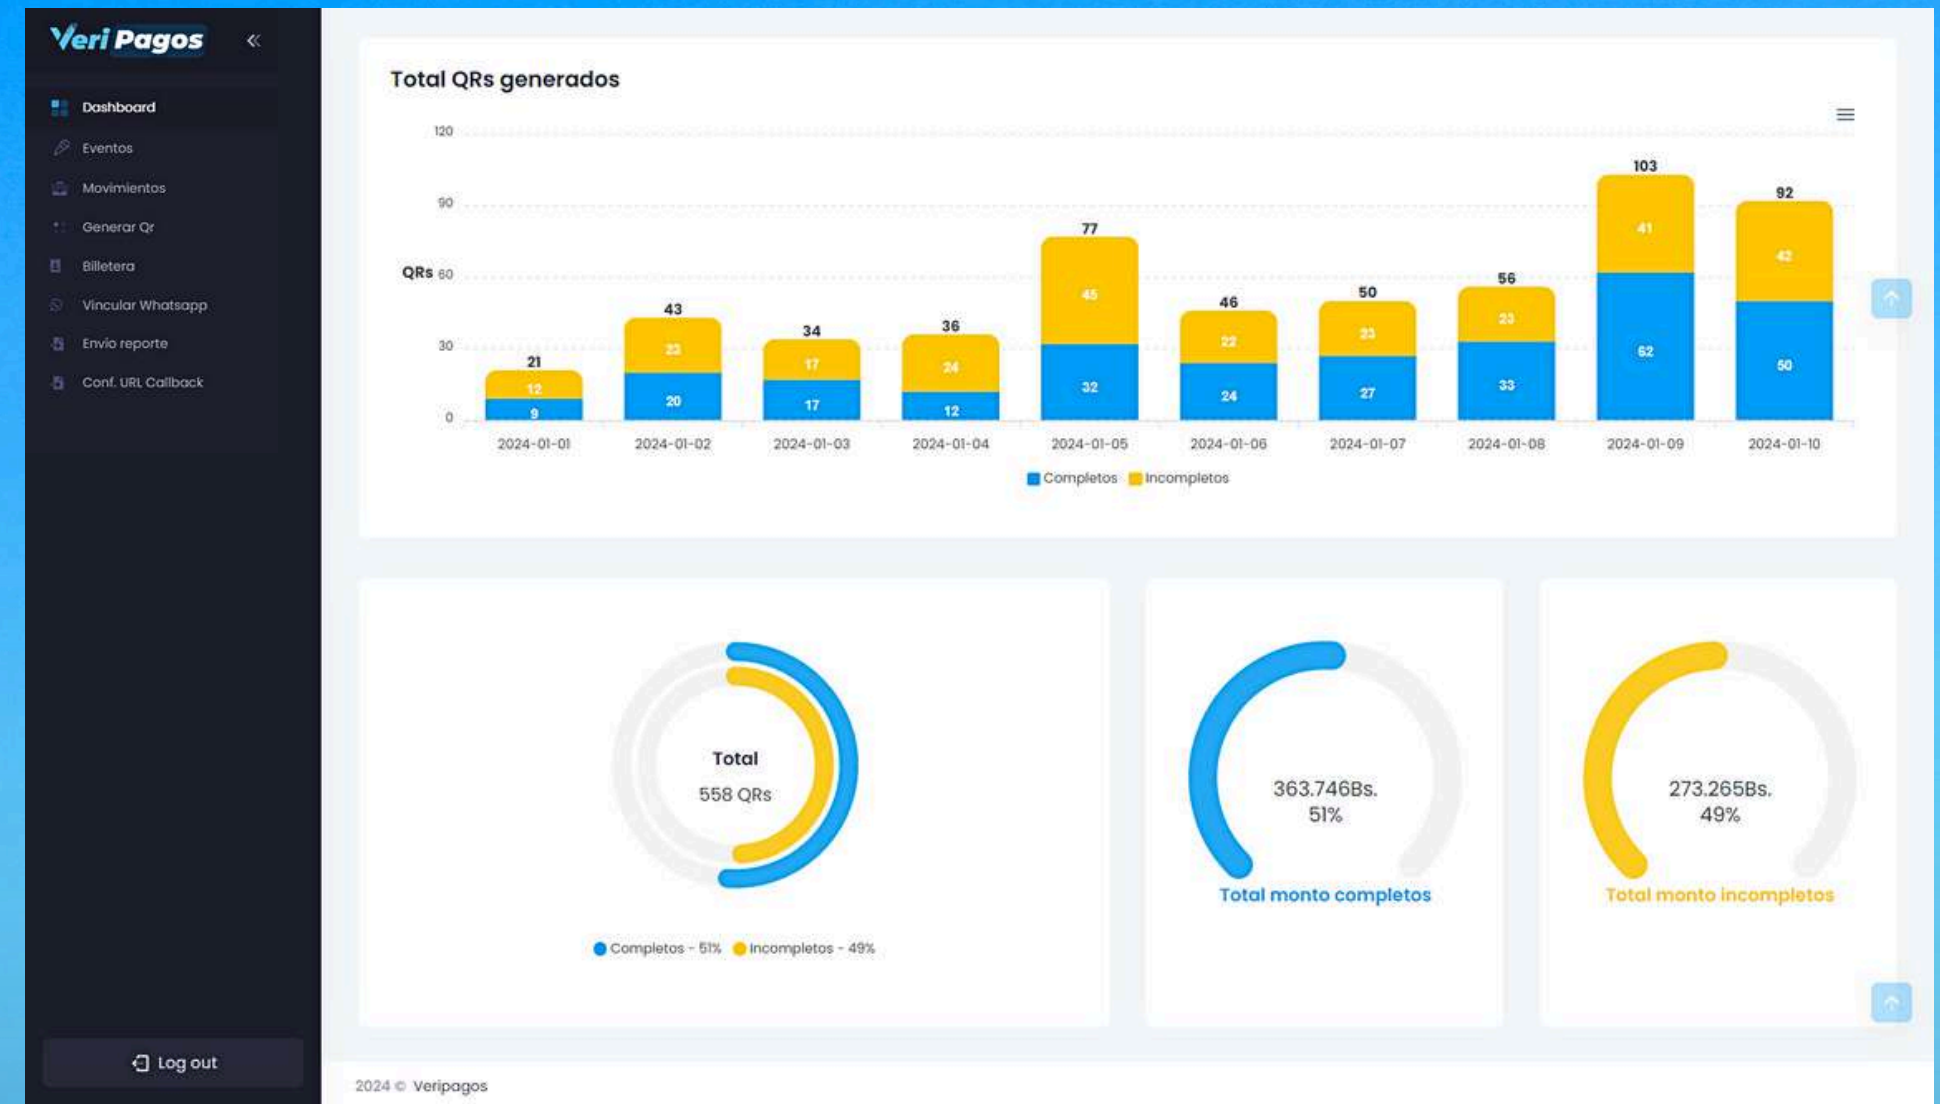 Veri Pagos
Dashboard
Eventos
Movimientos
Generar Qr
Billetera
Vincular Whatsapp
Envío reporte
Conf. URL Callback
Log out
Total QRs generados
120
90
QRs 60
30
0
21
12
9
43
23
20
34
17
17
36
24
12
77
45
32
46
22
24
50
23
27
56
23
33
103
41
62
92
42
50
2024-01-01 2024-01-02 2024-01-03 2024-01-04 2024-01-05 2024-01-06 2024-01-07 2024-01-08 2024-01-09 2024-01-10
Completos Incompletos
Total
558 QRs
Completos - 51% Incompletos - 49%
363.746Bs.
51%
Total monto completos
273.265Bs.
49%
Total monto incompletos
2024 © Veripagos